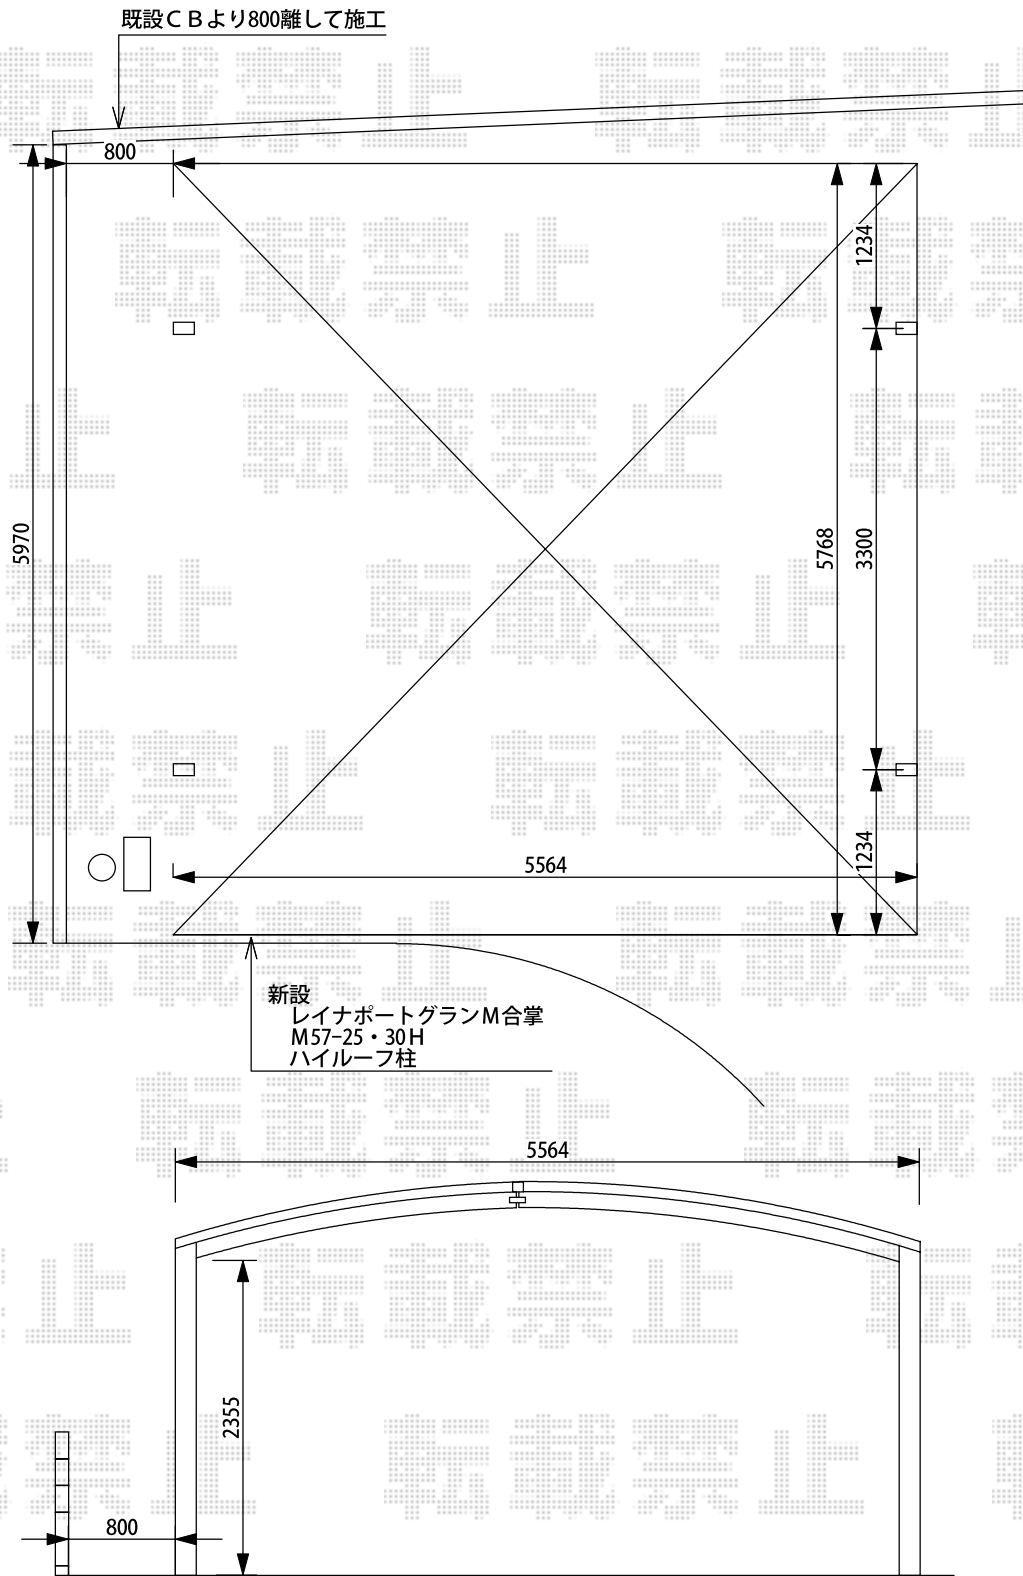 既設ＣＢより800離して施工
800
1234
5970
5768
3300
1234
5564
新設
レイナポートグランＭ合掌
M57-25・30H
ハイルーフ柱
5564
2355
800
転載禁止